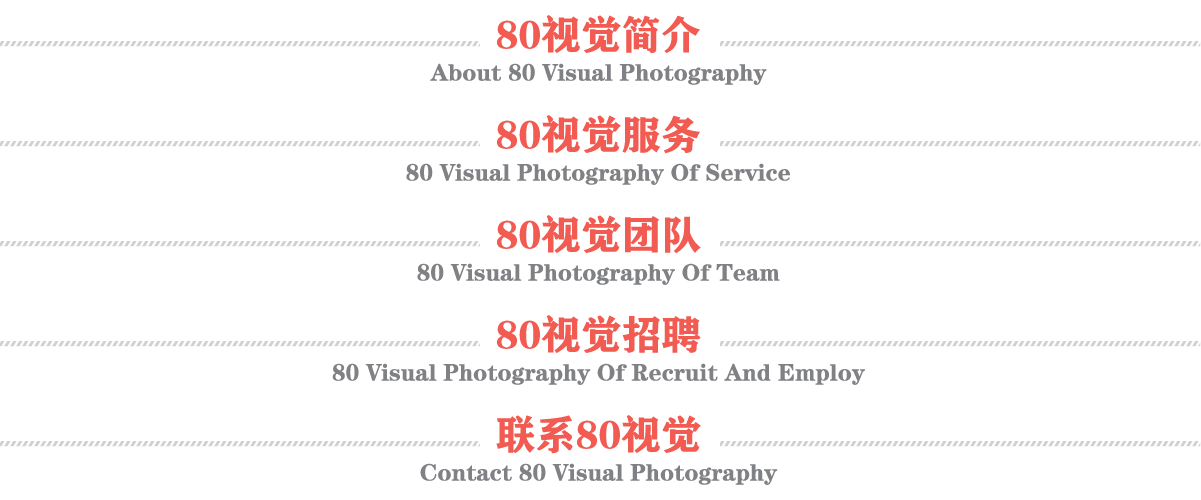 80视觉简介
About 80 Visual Photography
80视觉服务
80 Visual Photography Of Service
80视觉团队
80 Visual Photography Of Team
80视觉招聘
80 Visual Photography Of Recruit And Employ
联系80视觉
Contact 80 Visual Photography